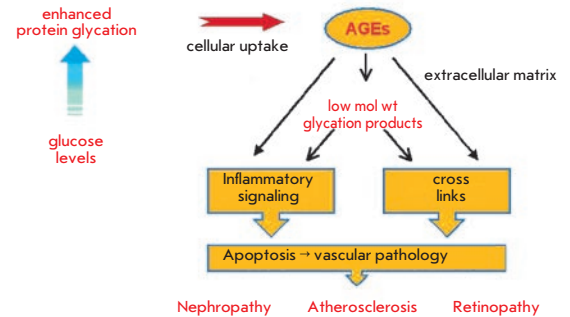 enhanced
protein glycation
AGEs
cellular uptake
extracellular matrix
low mol wt
glycation products
glucose
levels
Inflammatory
signaling
cross
links
Apoptosis → vascular pathology
Nephropathy
Atherosclerosis
Retinopathy